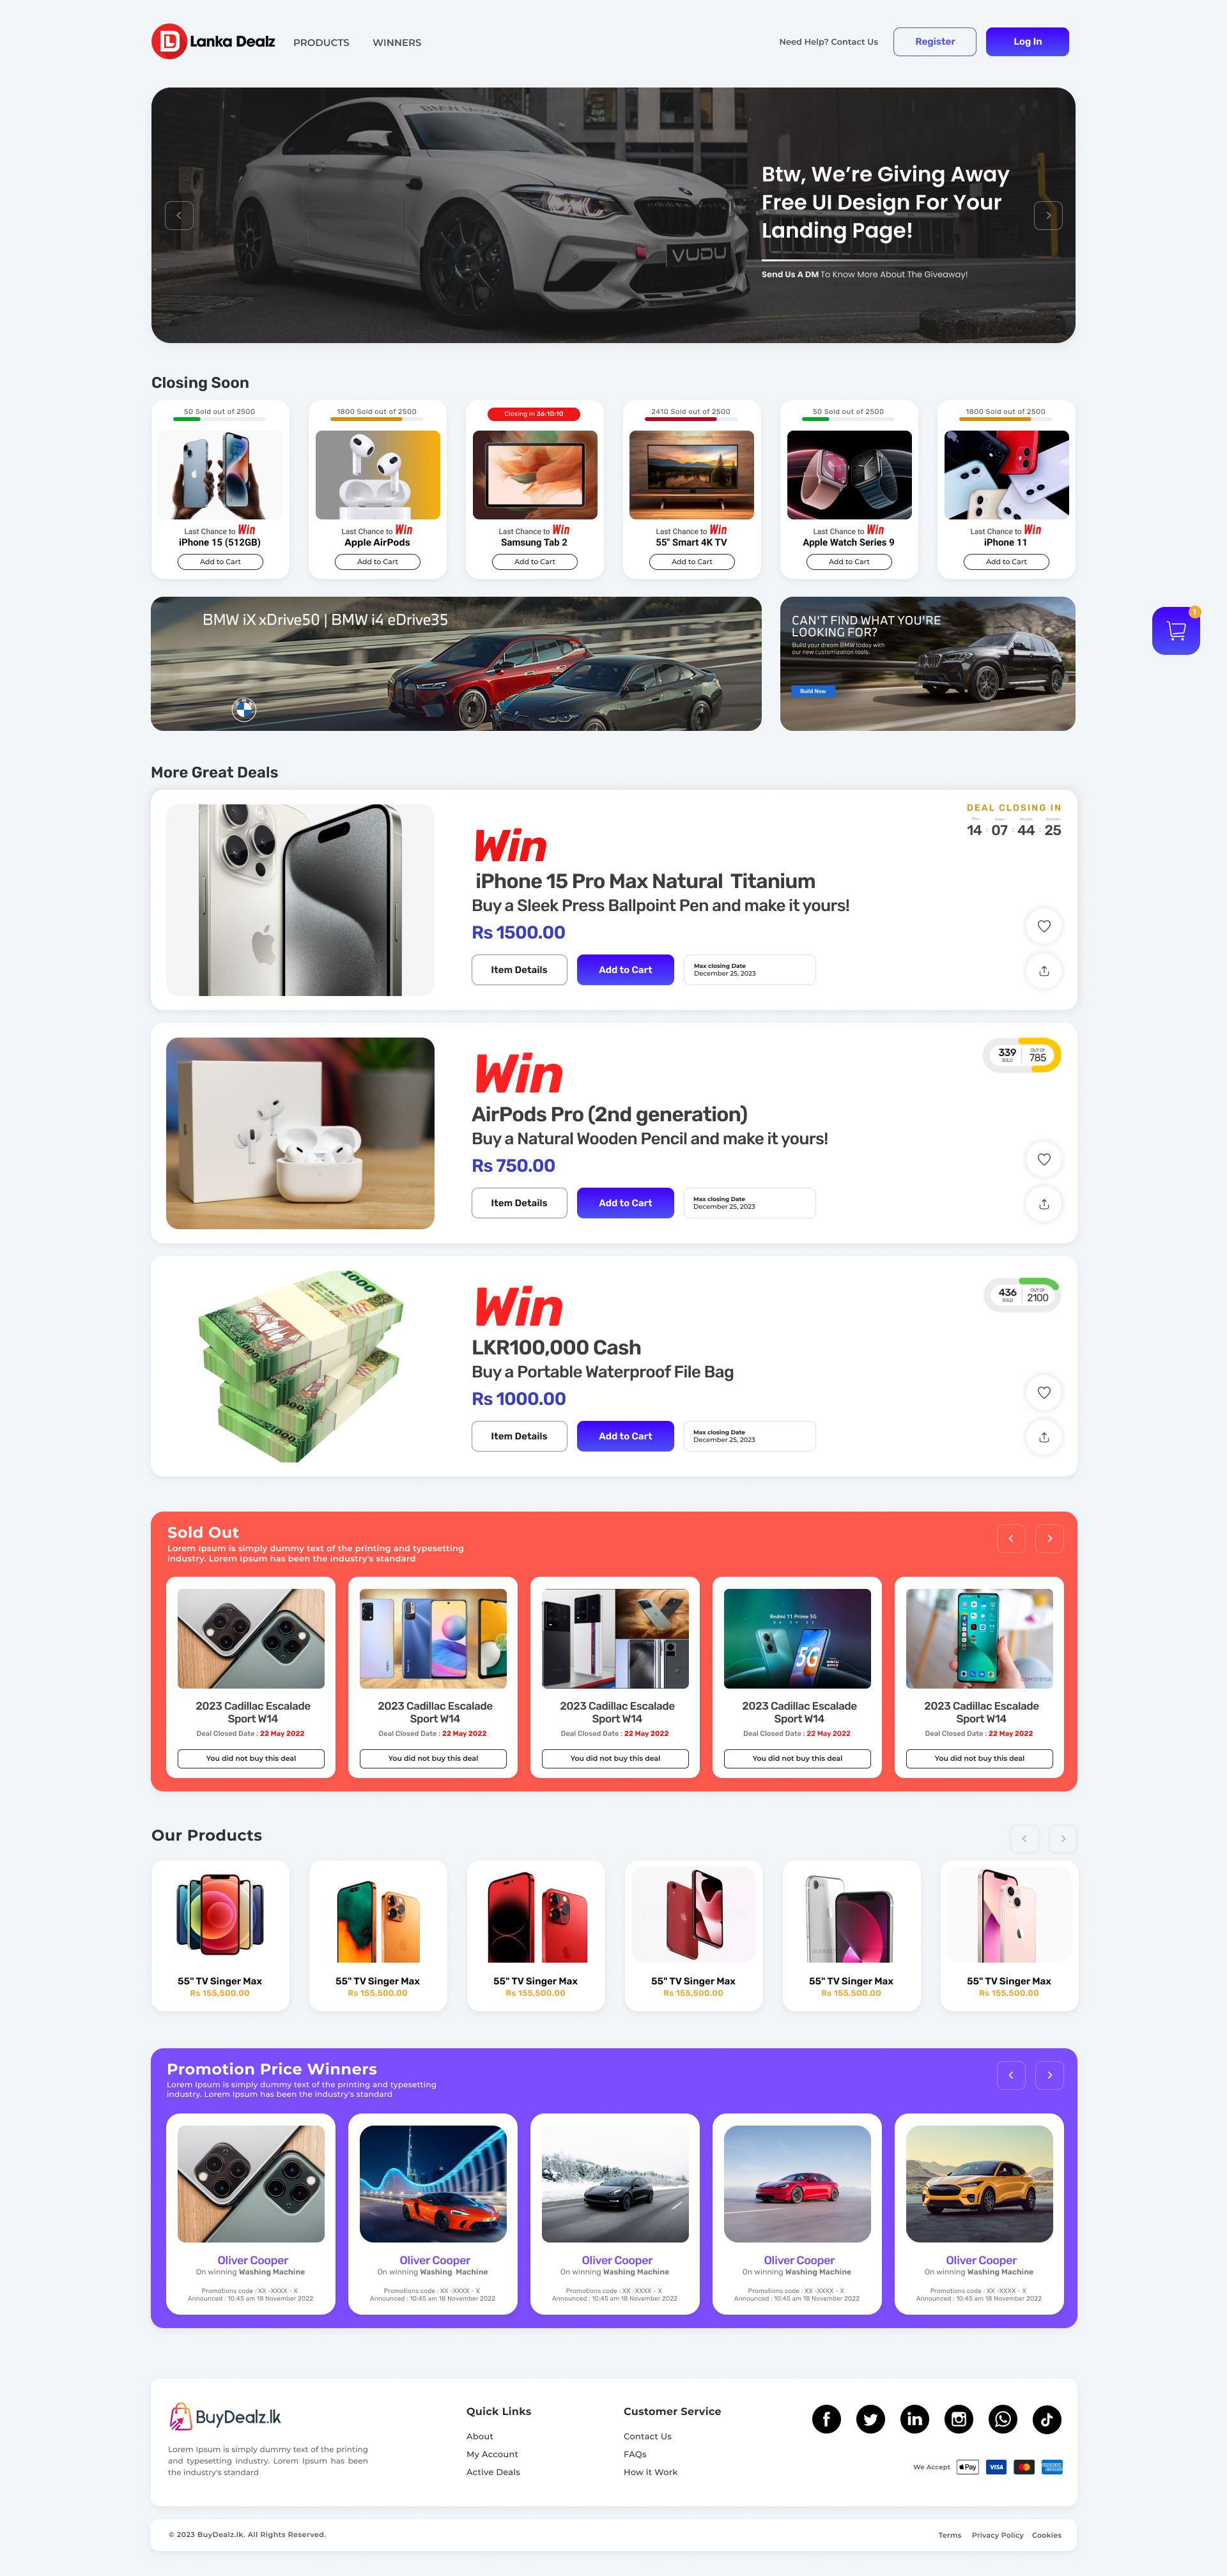 Lanka Dealz
PRODUCTS
WINNERS
Need Help? Contact Us
Register
Log In
BMW
Btw, We're Giving Away
Free UI Design For Your
Landing Page!
VUDU
Send Us A DM To Know More About The Giveaway!
Closing Soon
50 Sold out of 2500
1800 Sold out of 2500
Closing in 36:10:10
2410 Sold out of 2500
50 Sold out of 2500
1800 Sold out of 2500
Last Chance to Win
iPhone 15 (512GB)
Add to Cart
Last Chance to Win
Apple AirPods
Add to Cart
Last Chance to Win
Samsung Tab 2
Add to Cart
Last Chance to Win
55" Smart 4K TV
Add to Cart
Last Chance to Win
Apple Watch Series 9
Add to Cart
Last Chance to Win
iPhone 11
Add to Cart
BMW iX xDrive50 | BMW i4 eDrive35
CAN'T FIND WHAT YOU'RE
LOOKING FOR?
Build your dream BMW today with
our new customization tools.
Build Now
1
More Great Deals
DEAL CLOSING IN
14 : 07 : 44 : 25
Win
iPhone 15 Pro Max Natural Titanium
Buy a Sleek Press Ballpoint Pen and make it yours!
Rs 1500.00
Item Details
Add to Cart
Max closing Date
December 25, 2023
339
SOLD
OUT OF
785
Win
AirPods Pro (2nd generation)
Buy a Natural Wooden Pencil and make it yours!
Rs 750.00
Item Details
Add to Cart
Max closing Date
December 25, 2023
1000
1000
1000
436
SOLD
OUT OF
2100
Win
LKR100,000 Cash
Buy a Portable Waterproof File Bag
Rs 1000.00
Item Details
Add to Cart
Max closing Date
December 25, 2023
Sold Out
Lorem Ipsum is simply dummy text of the printing and typesetting
industry. Lorem Ipsum has been the industry's standard
Redmi 11 Prime 5G
5G
2023 Cadillac Escalade
Sport W14
Deal Closed Date : 22 May 2022
You did not buy this deal
2023 Cadillac Escalade
Sport W14
Deal Closed Date : 22 May 2022
You did not buy this deal
2023 Cadillac Escalade
Sport W14
Deal Closed Date : 22 May 2022
You did not buy this deal
2023 Cadillac Escalade
Sport W14
Deal Closed Date : 22 May 2022
You did not buy this deal
2023 Cadillac Escalade
Sport W14
Deal Closed Date : 22 May 2022
You did not buy this deal
Our Products
55" TV Singer Max
Rs 155,500.00
55" TV Singer Max
Rs 155,500.00
55" TV Singer Max
Rs 155,500.00
55" TV Singer Max
Rs 155,500.00
55" TV Singer Max
Rs 155,500.00
55" TV Singer Max
Rs 155,500.00
Promotion Price Winners
Lorem Ipsum is simply dummy text of the printing and typesetting
industry. Lorem Ipsum has been the industry's standard
Oliver Cooper
On winning Washing Machine
Promotions code : XX -XXXX - X
Announced : 10:45 am 18 November 2022
Oliver Cooper
On winning Washing Machine
Promotions code : XX -XXXX - X
Announced : 10:45 am 18 November 2022
Oliver Cooper
On winning Washing Machine
Promotions code : XX -XXXX - X
Announced : 10:45 am 18 November 2022
Oliver Cooper
On winning Washing Machine
Promotions code : XX -XXXX - X
Announced : 10:45 am 18 November 2022
Oliver Cooper
On winning Washing Machine
Promotions code : XX -XXXX - X
Announced : 10:45 am 18 November 2022
BuyDealz.lk
Lorem Ipsum is simply dummy text of the printing
and typesetting industry. Lorem Ipsum has been
the industry's standard
Quick Links
About
My Account
Active Deals
Customer Service
Contact Us
FAQs
How it Work
We Accept
Pay
VISA
© 2023 BuyDealz.lk. All Rights Reserved.
Terms
Privacy Policy
Cookies